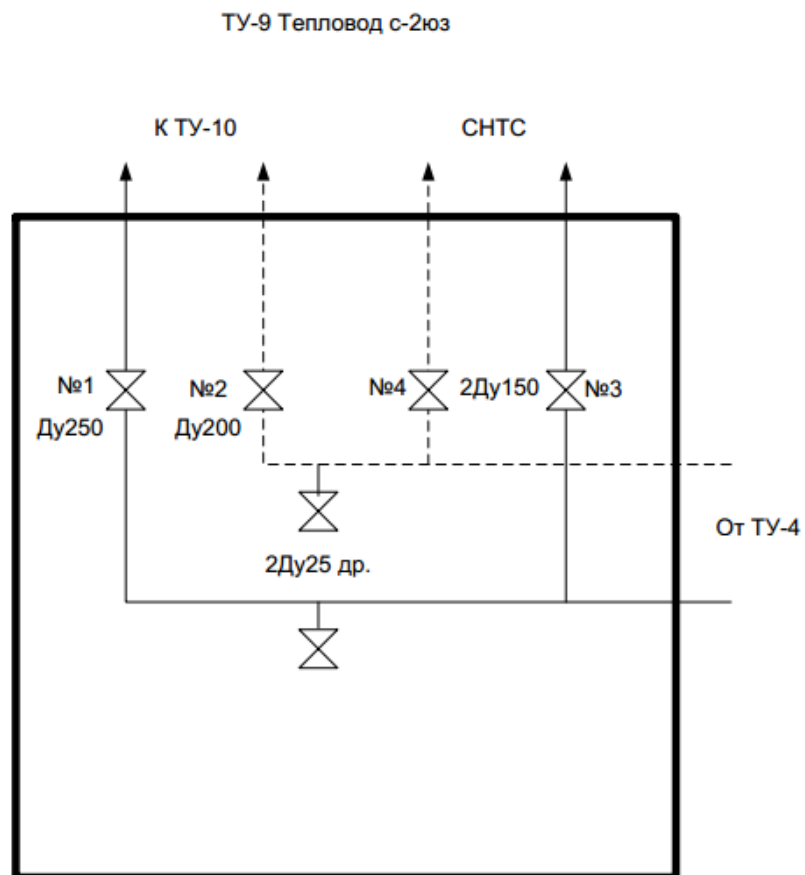 ТУ-9 Тепловод с-2юз
К ТУ-10
СНТС
№1
Ду250
№2
Ду200
№4
2Ду150
№3
От ТУ-4
2Ду25 др.